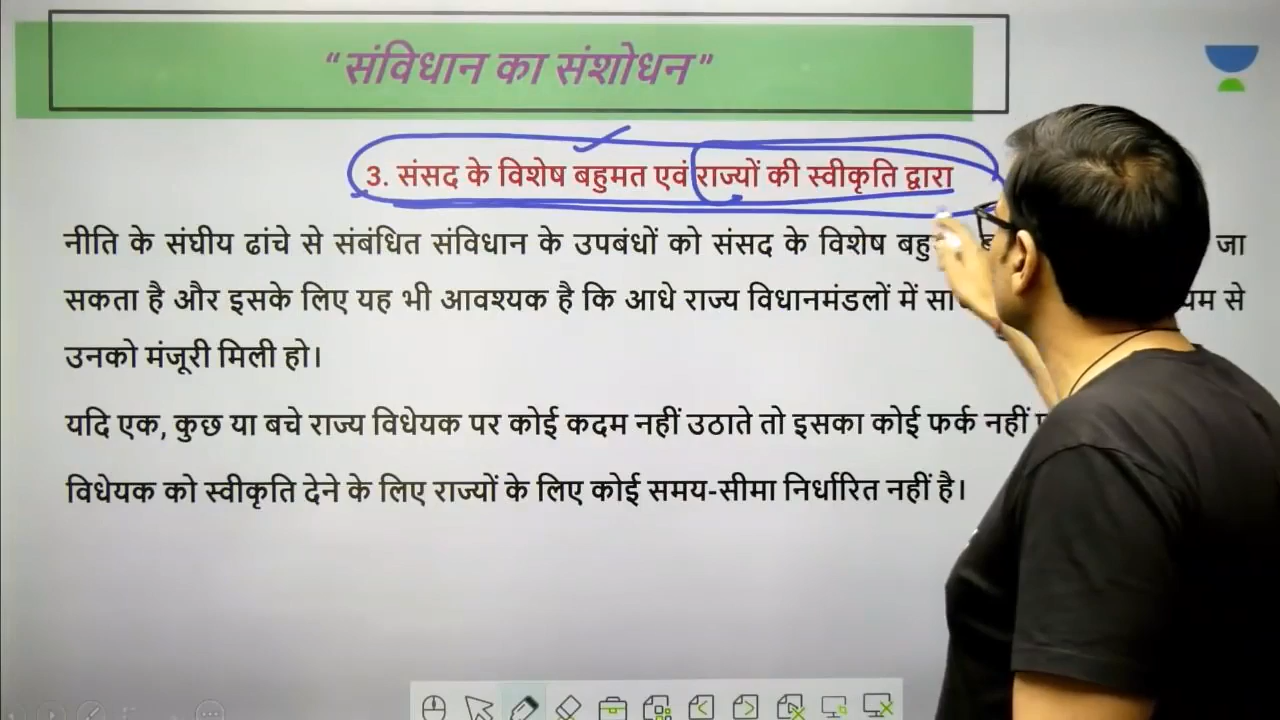 “संविधान का संशोधन”
3. संसद के विशेष बहुमत एवं राज्यों की स्वीकृति द्वारा
नीति के संघीय ढांचे से संबंधित संविधान के उपबंधों को संसद के विशेष जा
सकता है और इसके लिए यह भी आवश्यक है कि आधे राज्य विधानमंडलों में से
उनको मंजूरी मिली हो।
यदि एक, कुछ या बचे राज्य विधेयक पर कोई कदम नहीं उठाते तो इसका कोई फर्क नहीं
विधेयक को स्वीकृति देने के लिए राज्यों के लिए कोई समय-सीमा निर्धारित नहीं है।